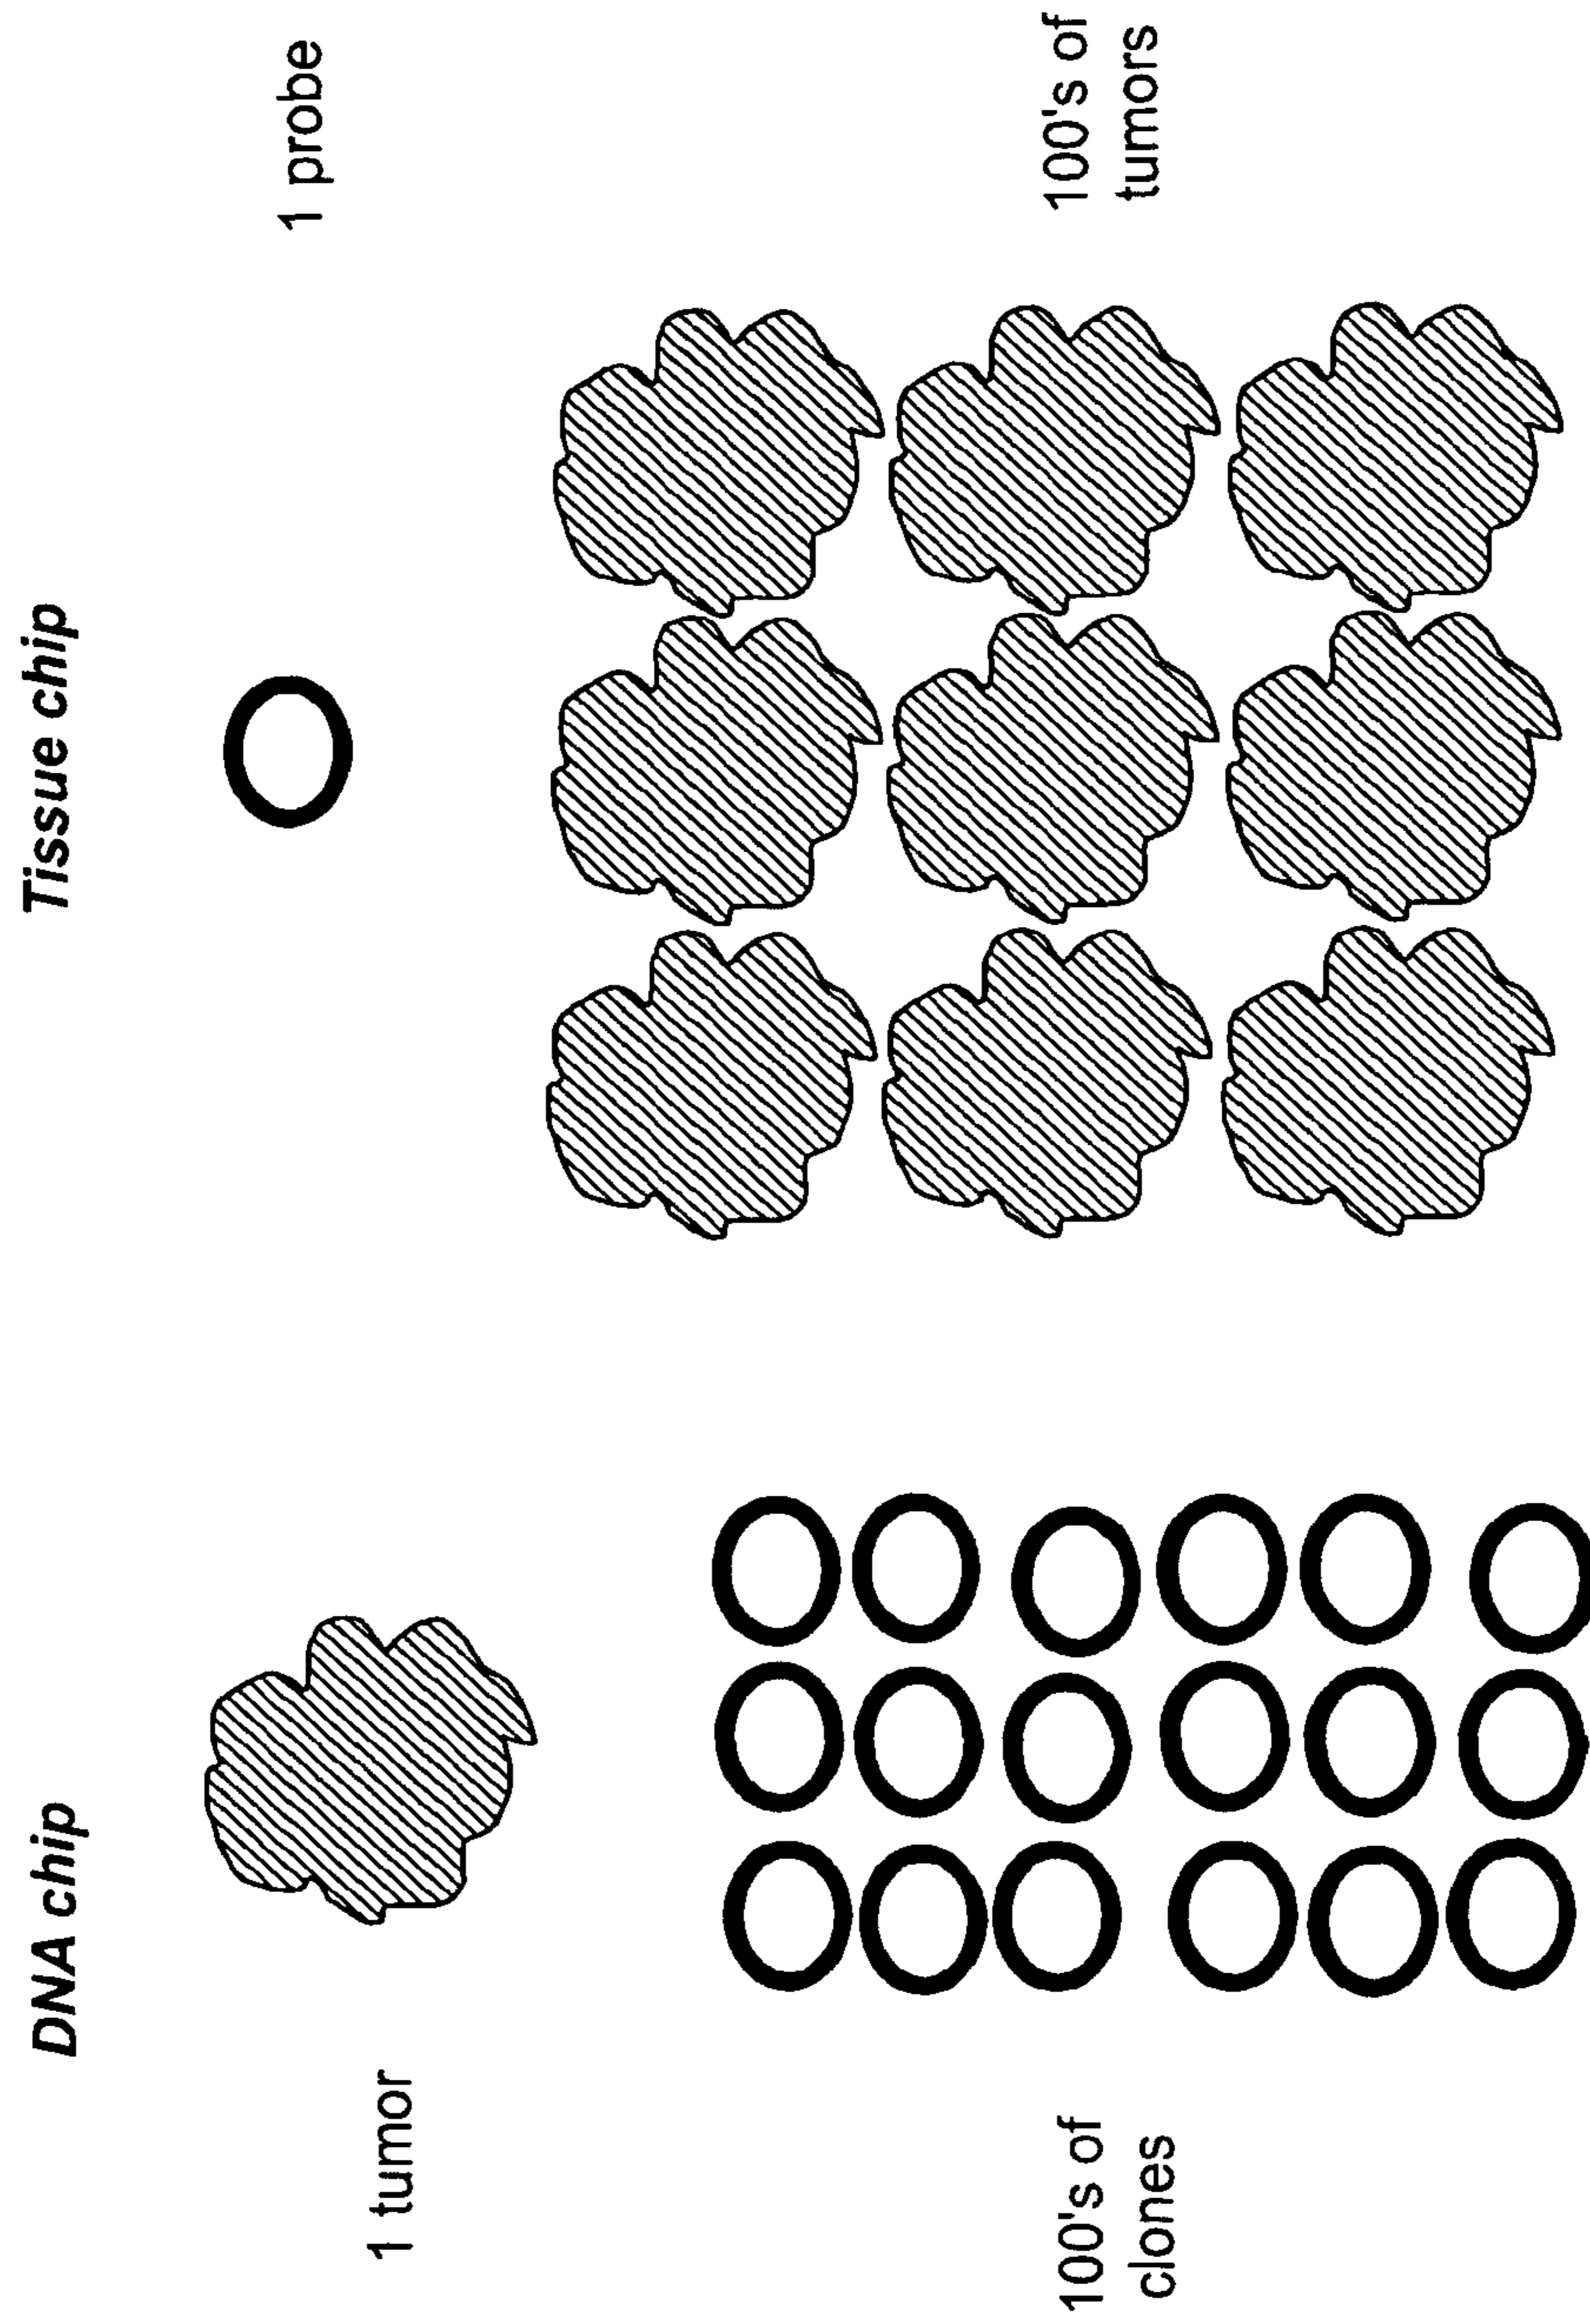 DNA chip
1 tumor
100's of
clones
Tissue chip
1 probe
100's of
tumors